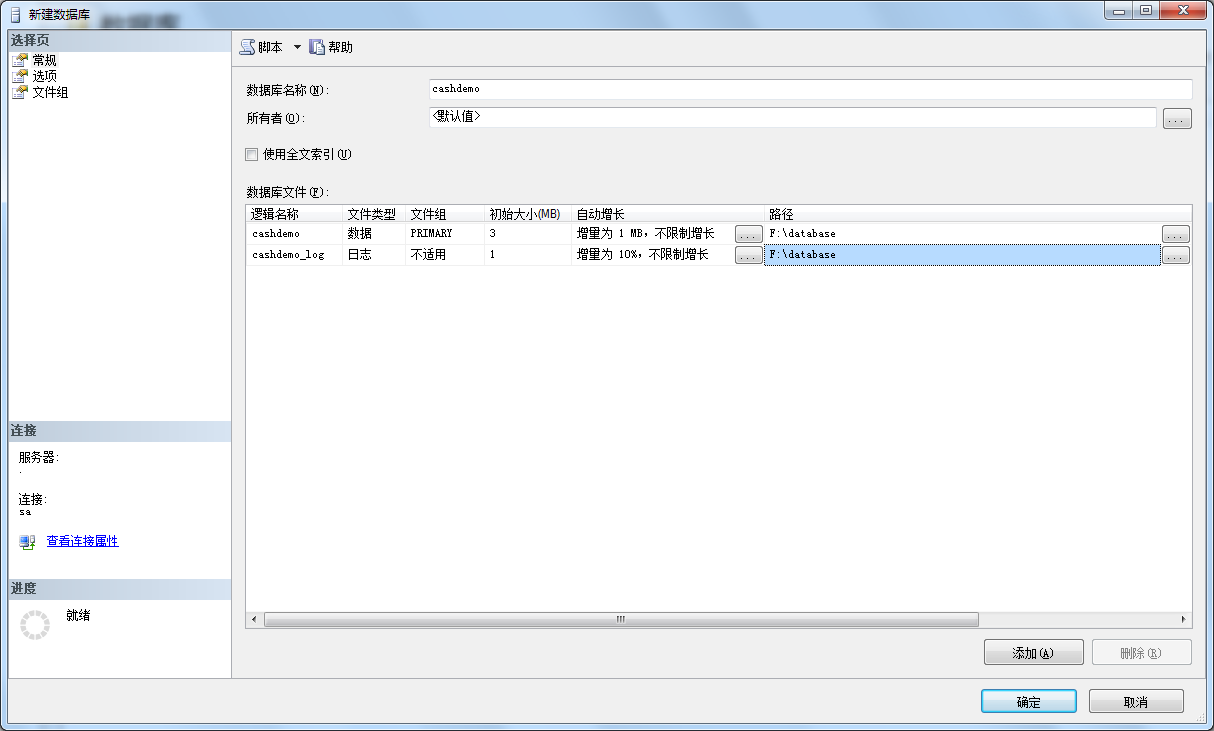 新建数据库
选择页
常规
选项
文件组
脚本 帮助
数据库名称(N):
cashdemo
所有者(O):
<默认值>
...
使用全文索引(U)
数据库文件(F):
逻辑名称 文件类型 文件组 初始大小(MB) 自动增长 路径
cashdemo 数据 PRIMARY 3 增量为 1 MB，不限制增长 ... F:\database ...
cashdemo_log 日志 不适用 1 增量为 10%，不限制增长 ... F:\database ...
连接
服务器:
.
连接:
sa
查看连接属性
进度
就绪
添加(A) 删除(R)
确定 取消